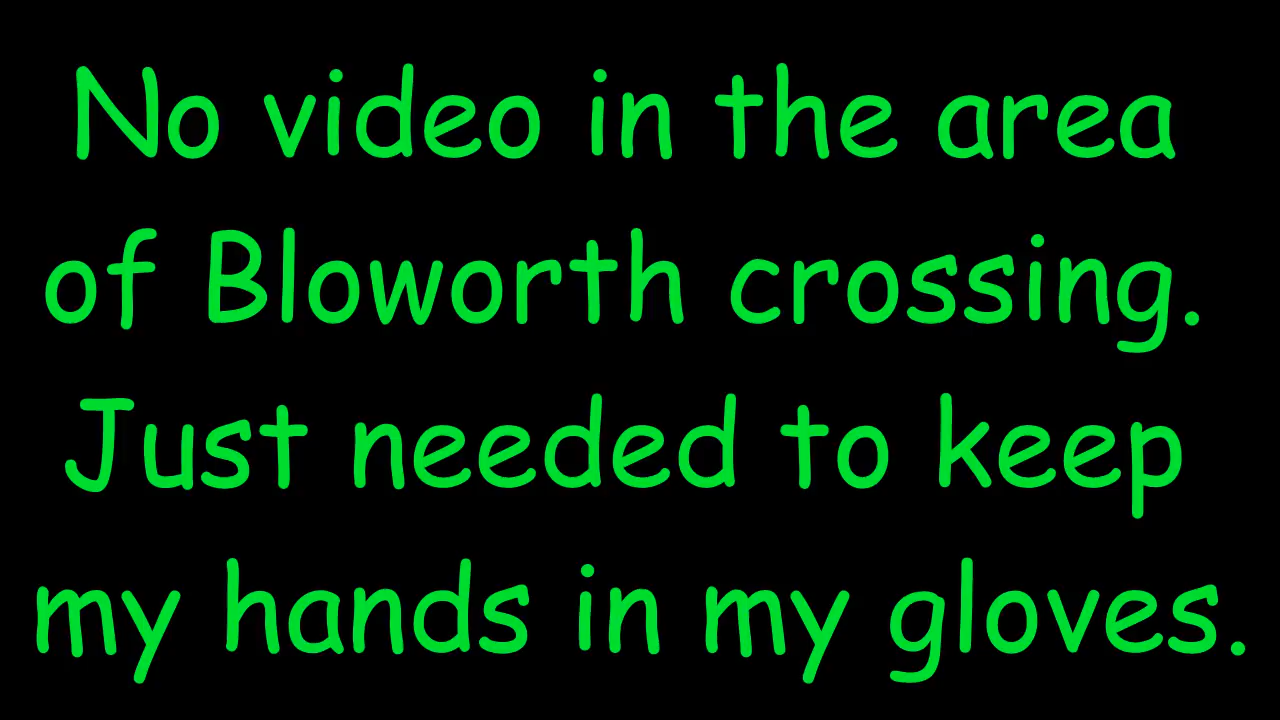 No video in the area
of Bloworth crossing.
Just needed to keep
my hands in my gloves.